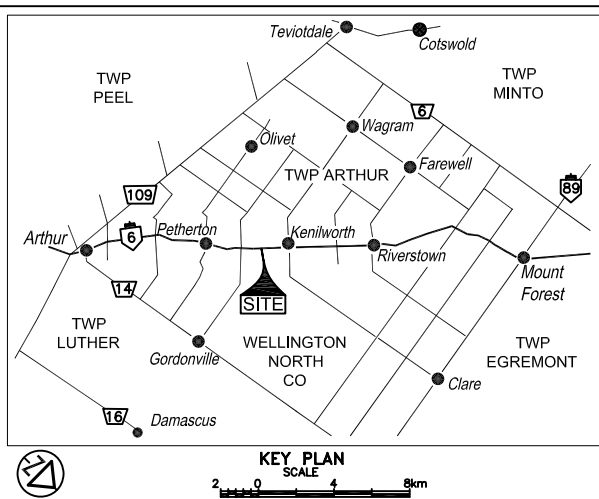 Teviotdale
Cotswold
TWP
PEEL
TWP
MINTO
6
Wagram
Olivet
TWP ARTHUR
Farewell
89
109
Arthur
6
Petherton
Kenilworth
Riverstown
Mount
Forest
14
SITE
TWP
LUTHER
Gordonville
WELLINGTON
NORTH
CO
TWP
EGREMONT
Clare
16
Damascus
KEY PLAN
SCALE
2 0 4 8km